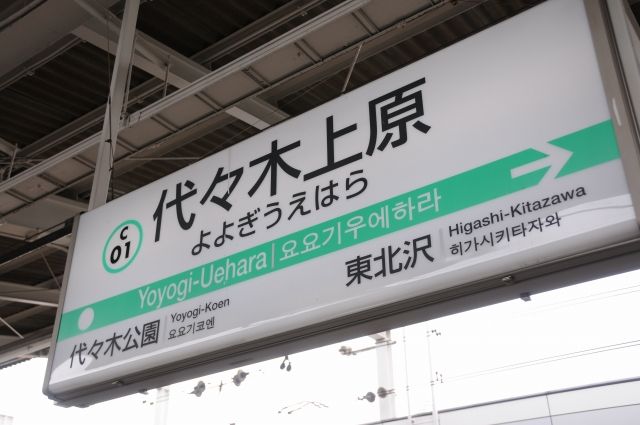 C
01
代々木上原
よよぎうえはら
Yoyogi-Uehara | 요요기우에하라
代々木公園
Yoyogi-Koen
요요기코엔
東北沢
Higashi-Kitazawa
히가시키타자와